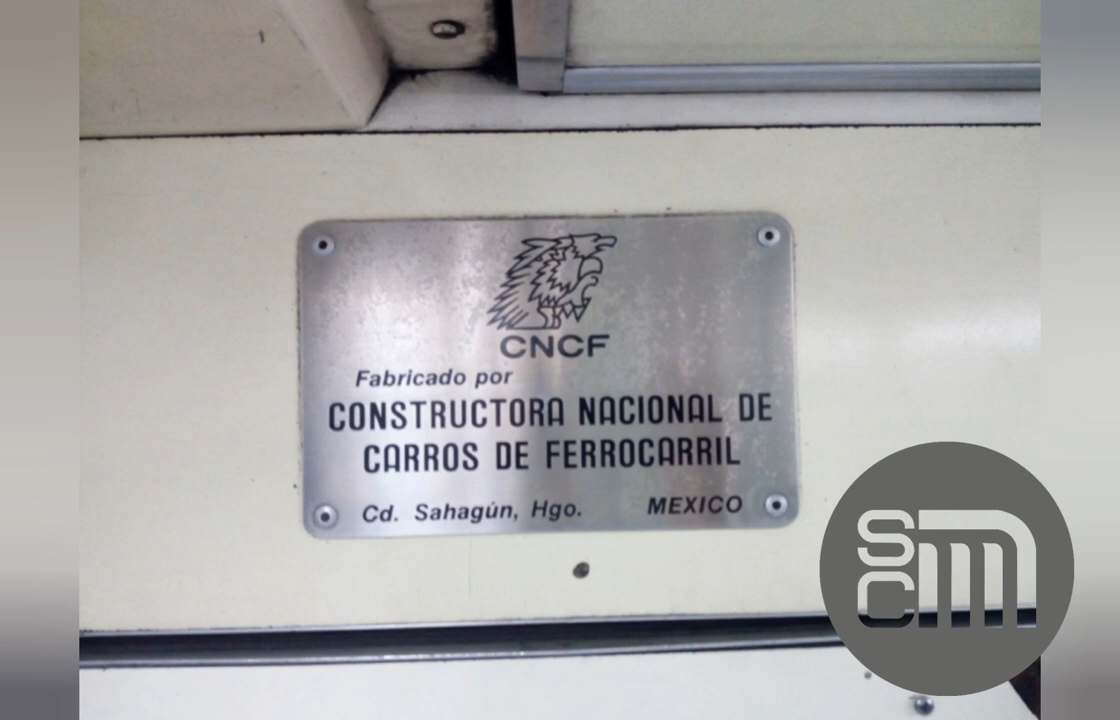 CNCF
Fabricado por
CONSTRUCTORA NACIONAL DE
CARROS DE FERROCARRIL
Cd. Sahagún, Hgo. MEXICO
SCM